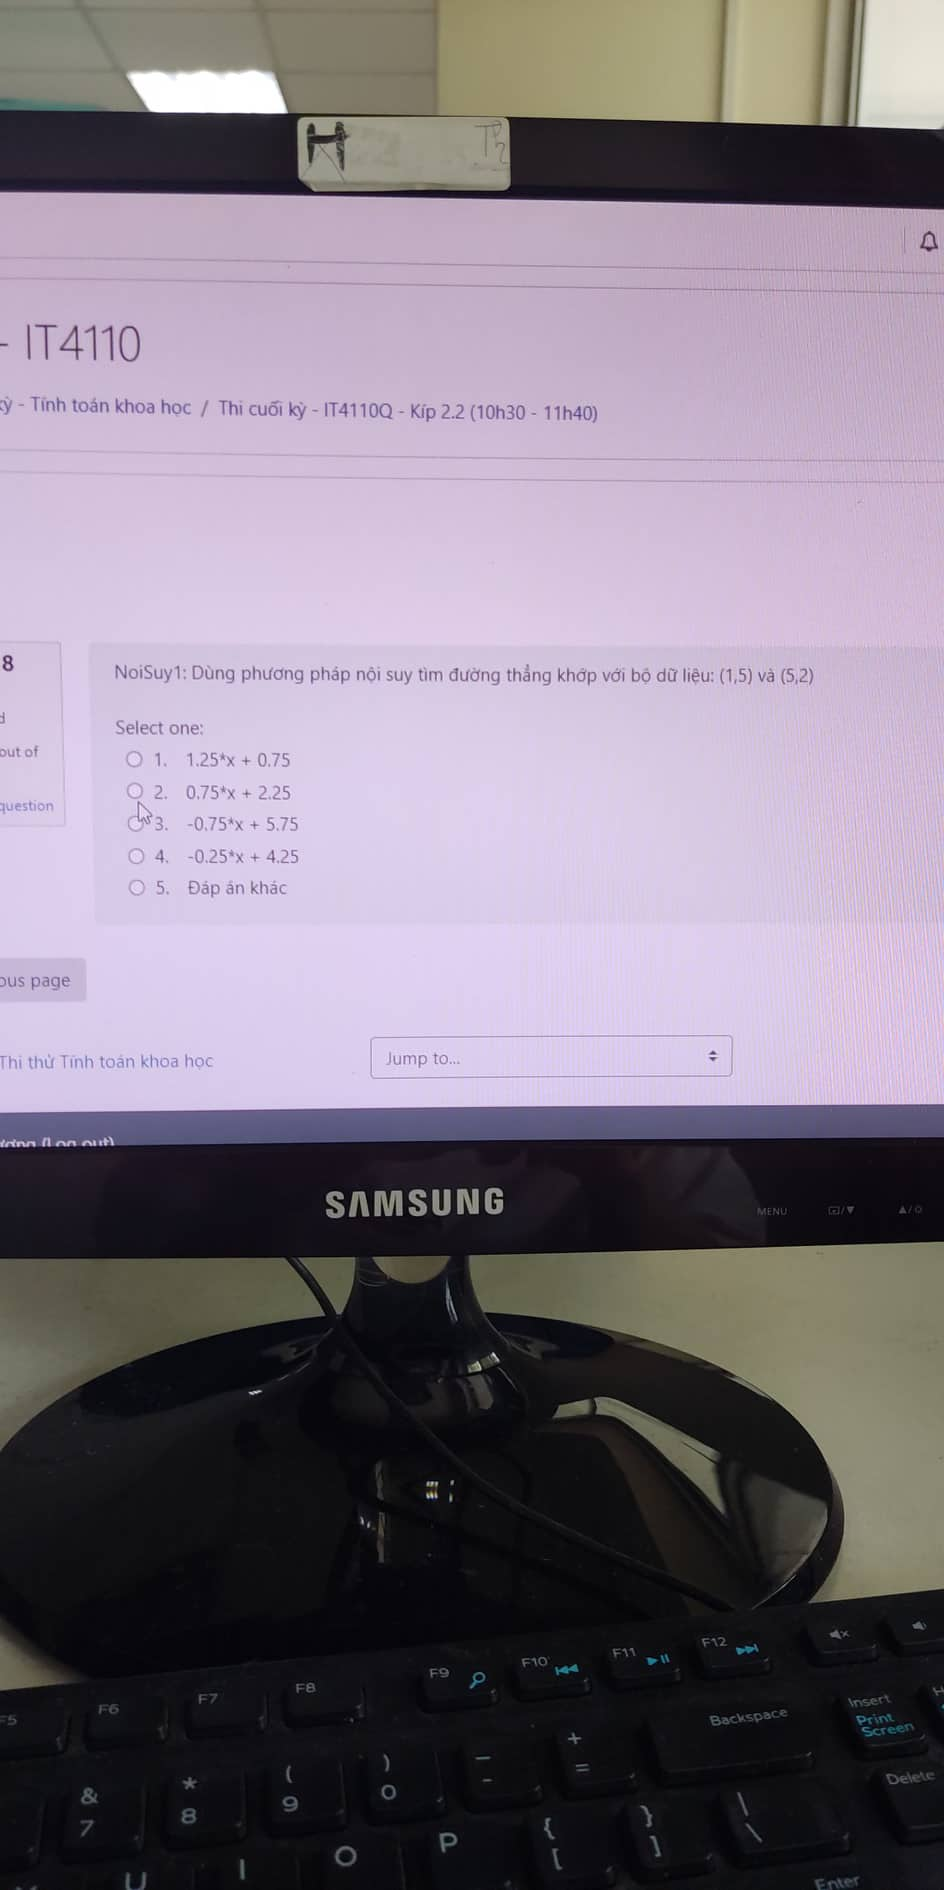 H
- IT4110
kỳ - Tính toán khoa học / Thi cuối kỳ - IT4110Q - Kíp 2.2 (10h30 - 11h40)
8
out of
question
NoiSuy1: Dùng phương pháp nội suy tìm đường thẳng khớp với bộ dữ liệu: (1,5) và (5,2)
Select one:
1. 1.25*x + 0.75
2. 0.75*x + 2.25
3. -0.75*x + 5.75
4. -0.25*x + 4.25
5. Đáp án khác
ous page
Thi thử Tính toán khoa học
Jump to...
(Log out)
SAMSUNG
MENU
F5 F6 F7 F8 F9 F10 F11 F12
Backspace
Insert
Print
Screen
Delete
& 7 * 8 ( 9 ) 0 _ - + =
U I O P { [ } ] | \
Enter